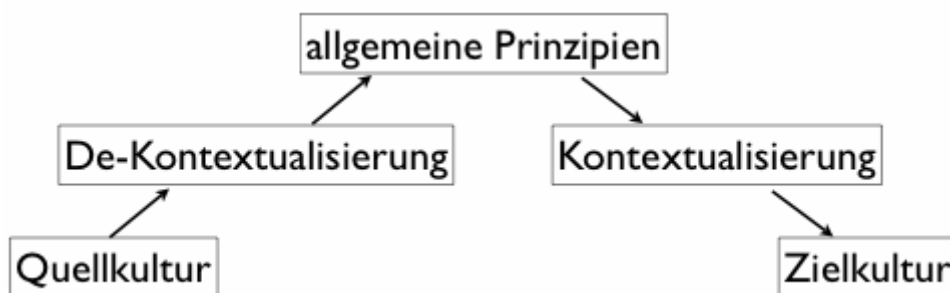 allgemeine Prinzipien
De-Kontextualisierung
Kontextualisierung
Quellkultur
Zielkultur